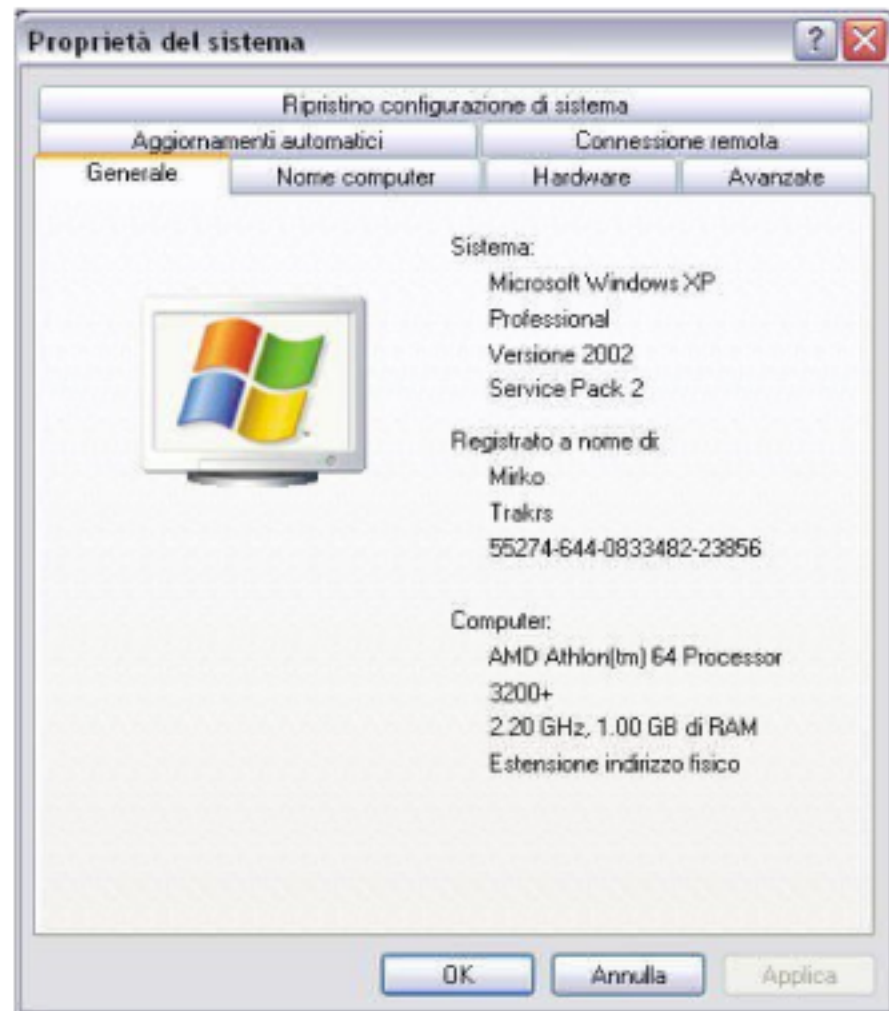 Proprietà del sistema
Ripristino configurazione di sistema
Aggiornamenti automatici
Connessione remota
Generale
Nome computer
Hardware
Avanzate
Sistema:
Microsoft Windows XP
Professional
Versione 2002
Service Pack 2
Registrato a nome di:
Mirko
Trakrs
55274-644-0833482-23856
Computer:
AMD Athlon(tm) 64 Processor
3200+
2.20 GHz, 1.00 GB di RAM
Estensione indirizzo fisico
OK
Annulla
Applica